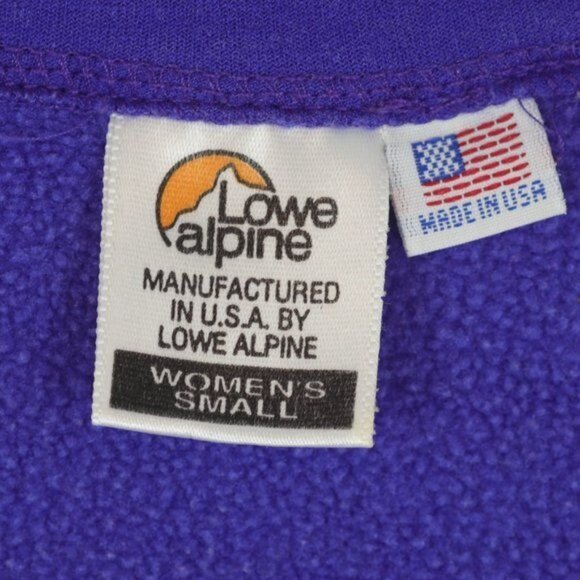 Lowe
alpine
MANUFACTURED
IN U.S.A. BY
LOWE ALPINE
WOMEN'S
SMALL
MADE IN USA